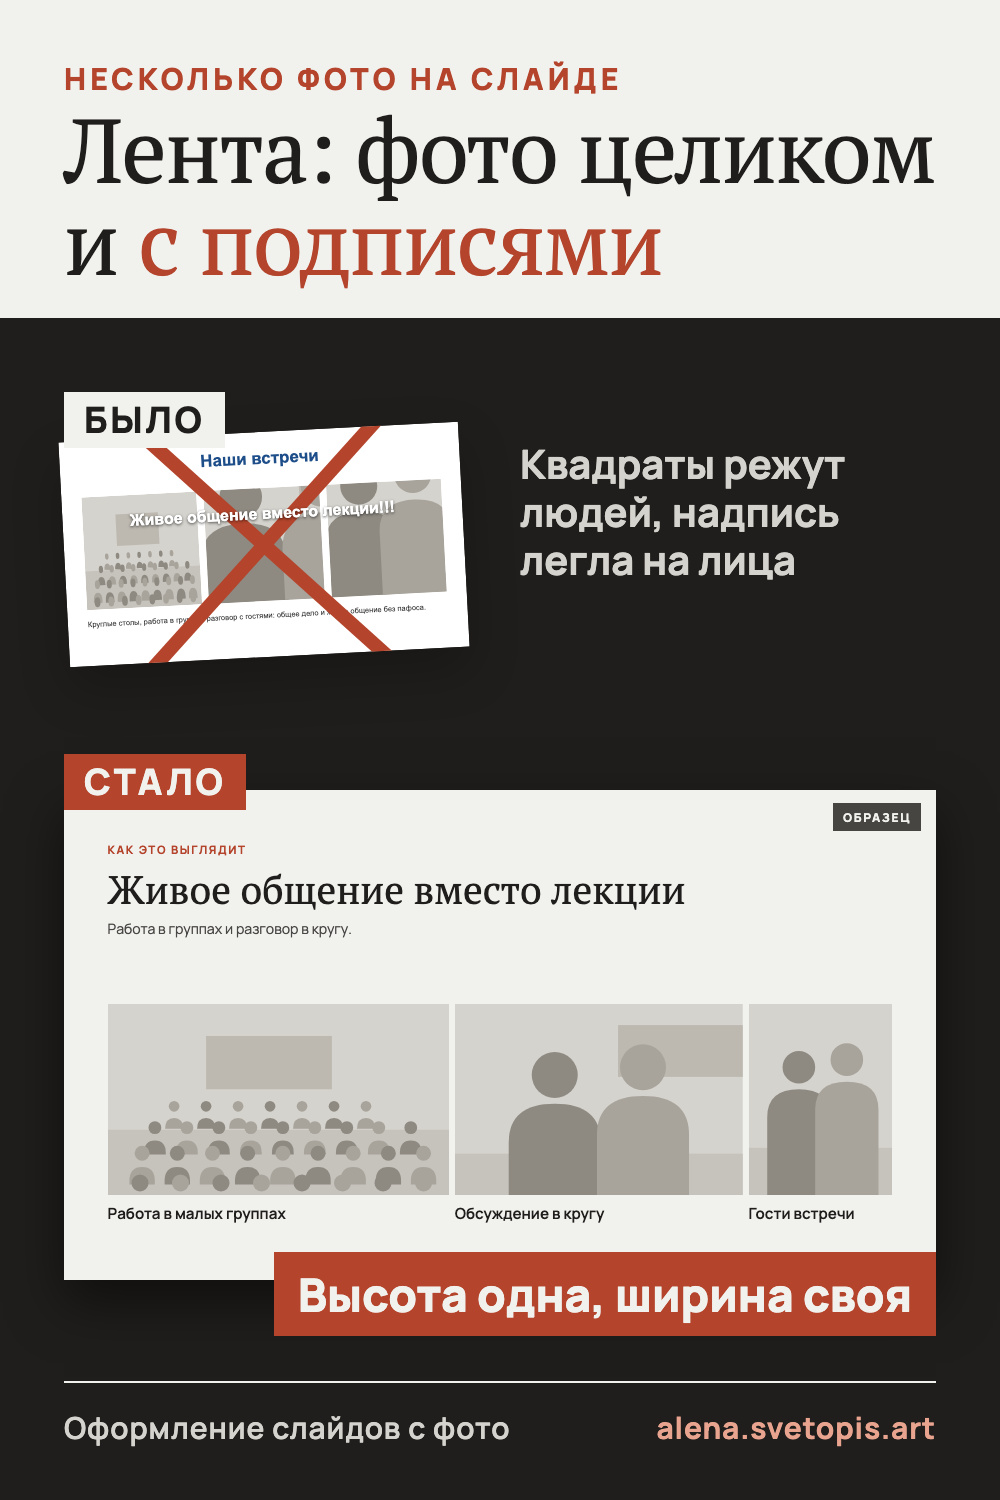 НЕСКОЛЬКО ФОТО НА СЛАЙДЕ
Лента: фото целиком
и с подписями
БЫЛО
Наши встречи
Живое общение вместо лекции!!!
Круглые столы, работа в разговор с гостями: общее дело и общение без пафоса.
Квадраты режут
людей, надпись
легла на лица
СТАЛО
ОБРАЗЕЦ
КАК ЭТО ВЫГЛЯДИТ
Живое общение вместо лекции
Работа в группах и разговор в кругу.
Работа в малых группах
Обсуждение в кругу
Гости встречи
Высота одна, ширина своя
Оформление слайдов с фото
alena.svetopis.art